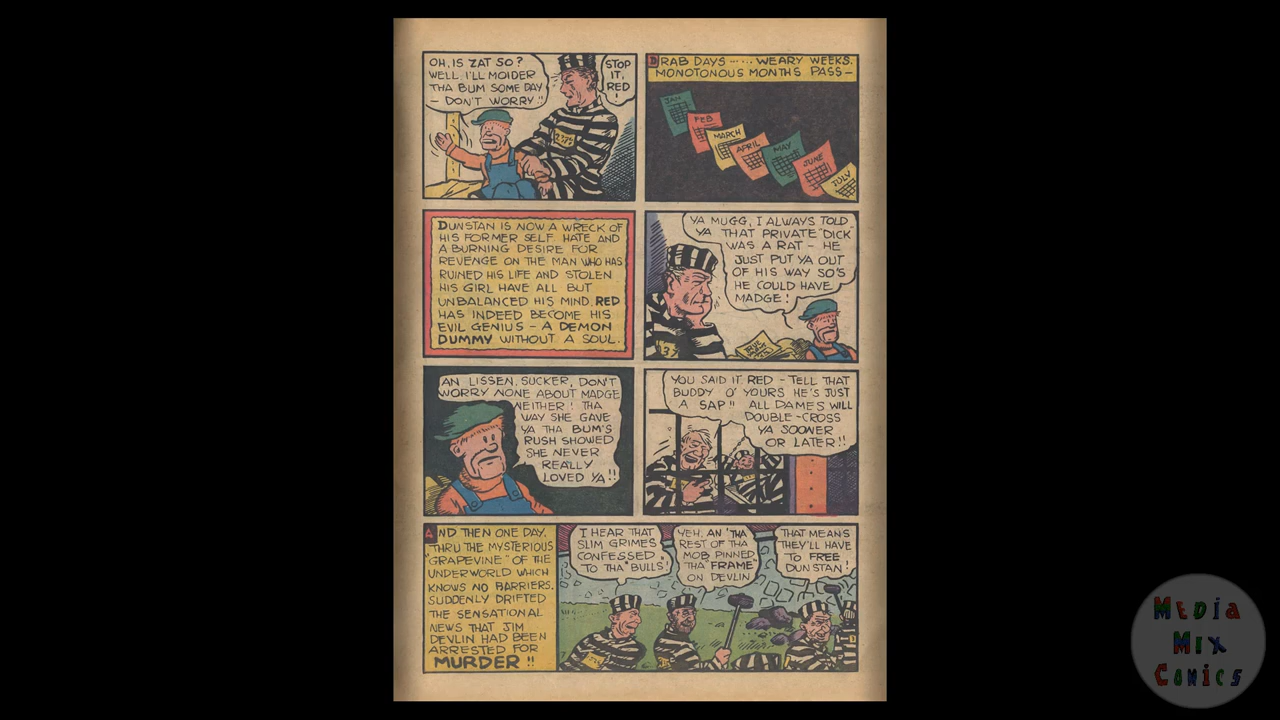 OH, IS ZAT SO?
WELL, I'LL MOIDER
THA BUM SOME DAY
- DON'T WORRY!!
STOP
IT,
RED
!
DRAB DAYS ...... WEARY WEEKS.
MONOTONOUS MONTHS PASS-
JAN
FEB
MARCH
APRIL
MAY
JUNE
JULY
DUNSTAN IS NOW A WRECK OF
HIS FORMER SELF. HATE AND
A BURNING DESIRE FOR
REVENGE ON THE MAN WHO HAS
RUINED HIS LIFE AND STOLEN
HIS GIRL HAVE ALL BUT
UNBALANCED HIS MIND. RED
HAS INDEED BECOME HIS
EVIL GENIUS - A DEMON
DUMMY WITHOUT A SOUL.
YA MUGG, I ALWAYS TOLD
YA THAT PRIVATE "DICK"
WAS A RAT - HE
JUST PUT YA OUT
OF HIS WAY SO'S
HE COULD HAVE
MADGE!
AN LISSEN, SUCKER, DON'T
WORRY NONE ABOUT MADGE
NEITHER! THA
WAY SHE GAVE
YA THA BUM'S
RUSH SHOWED
SHE NEVER
REALLY
LOVED YA!!
YOU SAID IT, RED - TELL THAT
BUDDY O' YOURS HE'S JUST
A SAP!! ALL DAMES WILL
DOUBLE-CROSS
YA SOONER
OR LATER!!
AND THEN ONE DAY,
THRU THE MYSTERIOUS
"GRAPEVINE" OF THE
UNDERWORLD WHICH
KNOWS NO BARRIERS,
SUDDENLY DRIFTED
THE SENSATIONAL
NEWS THAT JIM
DEVLIN HAD BEEN
ARRESTED FOR
MURDER!!
I HEAR THAT
SLIM GRIMES
CONFESSED
TO THA "BULLS"!
YEH, AN' THA
REST OF THA
MOB PINNED
THA "FRAME"
ON DEVLIN
THAT MEANS
THEY'LL HAVE
TO FREE
DUNSTAN!
MEDIA
MIX
COMICS